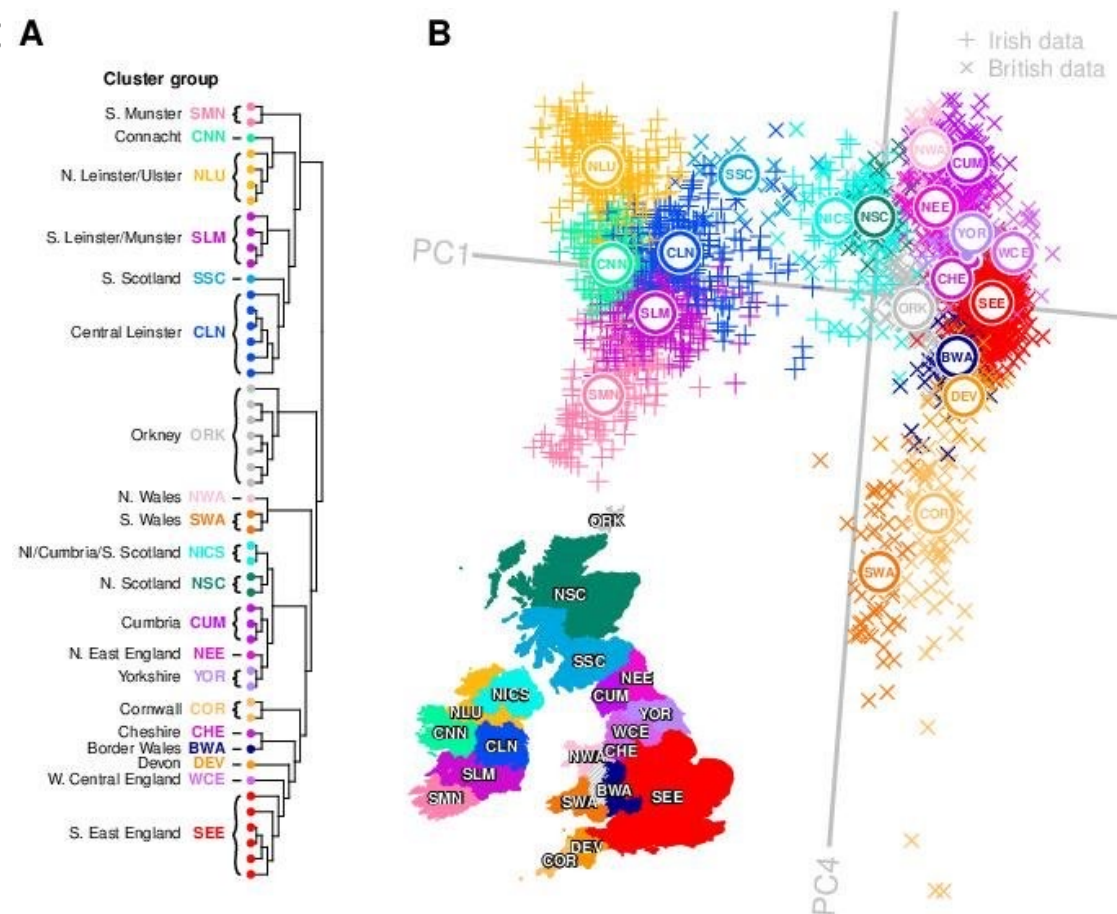 A
Cluster group
S. Munster SMN
Connacht CNN
N. Leinster/Ulster NLU
S. Leinster/Munster SLM
S. Scotland SSC
Central Leinster CLN
Orkney ORK
N. Wales NWA
S. Wales SWA
NI/Cumbria/S. Scotland NICS
N. Scotland NSC
Cumbria CUM
N. East England NEE
Yorkshire YOR
Cornwall COR
Cheshire CHE
Border Wales BWA
Devon DEV
W. Central England WCE
S. East England SEE
B
+ Irish data
× British data
NWA
CUM
NLU
SSC
NEE
NICS
NSC
YOR
WCE
PC1
CLN
CNN
CHE
SEE
ORK
SLM
BWA
SMN
DEV
COR
SWA
PC4
ORK
NSC
SSC
NEE
NICS
CUM
NLU
YOR
CNN
WCE
CLN
CHE
NWA
SLM
BWA
SMN
SWA
SEE
DEV
COR